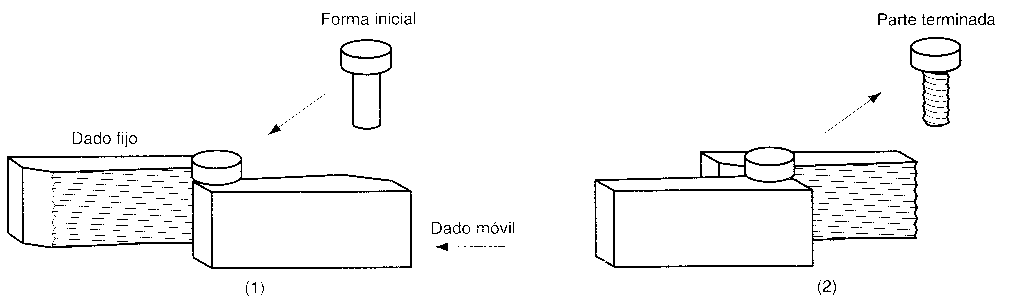 Forma inicial
Parte terminada
Dado fijo
Dado móvil
(1)
(2)